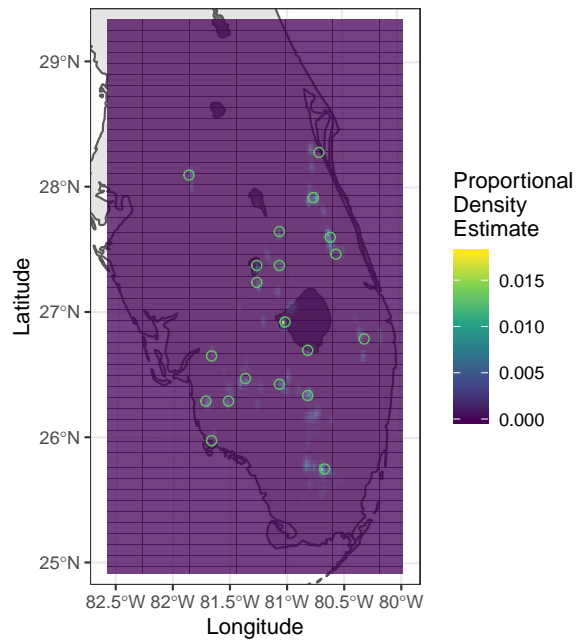 29°N
28°N
27°N
26°N
25°N
Latitude
82.5°W 82°W 81.5°W 81°W 80.5°W 80°W
Longitude
Proportional
Density
Estimate
0.015
0.010
0.005
0.000